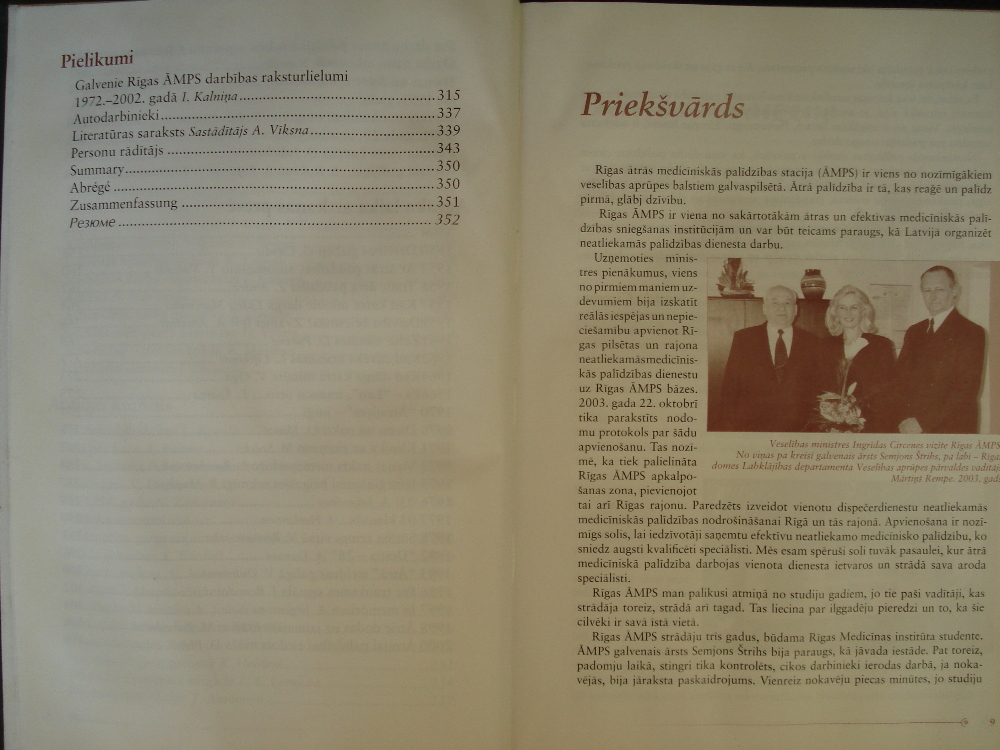 Pielikumi
Galvenie Rīgas ĀMPS darbības raksturlielumi
1972.–2002. gadā I. Kalniņa ........ 315
Autodarbinieki ........ 337
Literatūras saraksts Sastādītājs A. Vīksna ........ 339
Personu rādītājs ........ 343
Summary ........ 350
Abrégé ........ 350
Zusammenfassung ........ 351
Резюме ........ 352
Priekšvārds
Rīgas ātrās medicīniskās palīdzības stacija (ĀMPS) ir viens no nozīmīgākiem
veselības aprūpes balstiem galvaspilsētā. Ātrā palīdzība ir tā, kas reaģē un palīdz
pirmā, glābj dzīvību.
Rīgas ĀMPS ir viena no sakārtotākām ātras un efektīvas medicīniskās palī-
dzības sniegšanas institūcijām un var būt teicams paraugs, kā Latvijā organizēt
neatliekamās palīdzības dienesta darbu.
Uzņemoties minis-
tres pienākumus, viens
no pirmiem maniem uz-
devumiem bija izskatīt
reālās iespējas un nepie-
ciešamību apvienot Rī-
gas pilsētas un rajona
neatliekamās medicīnis-
kās palīdzības dienestu
uz Rīgas ĀMPS bāzes.
2003. gada 22. oktobrī
tika parakstīts nodo-
mu protokols par šādu
apvienošanu. Tas nozī-
mē, ka tiek palielināta
Rīgas ĀMPS apkalpo-
šanas zona, pievienojot
Veselības ministres Ingrīdas Circenes vizīte Rīgas ĀMPS.
No viņas pa kreisi galvenais ārsts Semjons Štrihs, pa labi – Rīgas
domes Labklājības departamenta Veselības aprūpes pārvaldes vadītājs
Mārtiņš Rempe. 2003. gads
tai arī Rīgas rajonu. Paredzēts izveidot vienotu dispečerdienestu neatliekamās
medicīniskās palīdzības nodrošināšanai Rīgā un tās rajonā. Apvienošana ir nozī-
mīgs solis, lai iedzīvotāji saņemtu efektīvu neatliekamo medicīnisko palīdzību, ko
sniedz augsti kvalificēti speciālisti. Mēs esam spēruši soli tuvāk pasaulei, kur ātrā
medicīniskā palīdzība darbojas vienota dienesta ietvaros un strādā sava aroda
speciālisti.
Rīgas ĀMPS man palikusi atmiņā no studiju gadiem, jo tie paši vadītāji, kas
strādāja toreiz, strādā arī tagad. Tas liecina par ilggadēju pieredzi un to, ka šie
cilvēki ir savā īstā vietā.
Rīgas ĀMPS strādāju trīs gadus, būdama Rīgas Medicīnas institūta studente.
ĀMPS galvenais ārsts Semjons Štrihs bija paraugs, kā jāvada iestāde. Pat toreiz,
padomju laikā, stingri tika kontrolēts, cikos darbinieki ierodas darbā, ja noka-
vējās, bija jāraksta paskaidrojums. Vienreiz nokavēju piecas minūtes, jo studiju
9